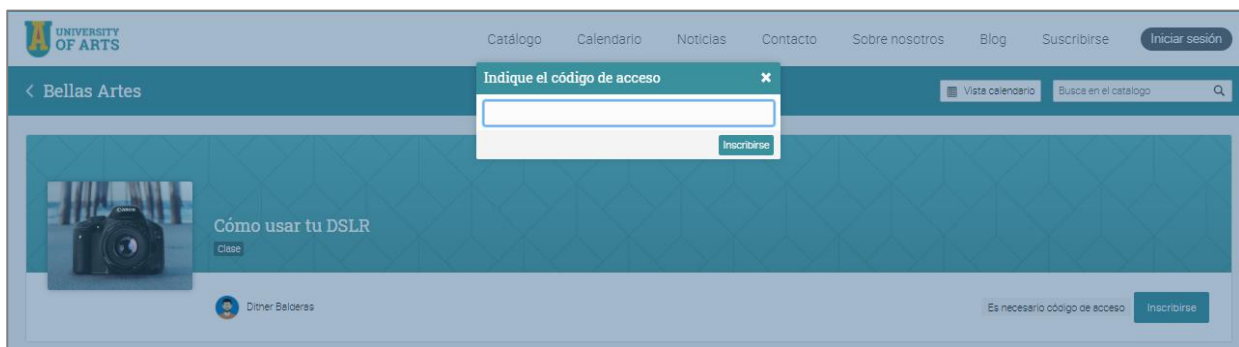 UNIVERSITY
OF ARTS
Catálogo Calendario Noticias Contacto Sobre nosotros Blog Suscribirse Iniciar sesión
Indique el código de acceso
Bellas Artes
Vista calendario Busca en el catalogo
Inscribirse
Canon
Cómo usar tu DSLR
Clase
Ditner Balderas
Es necesario código de acceso Inscribirse